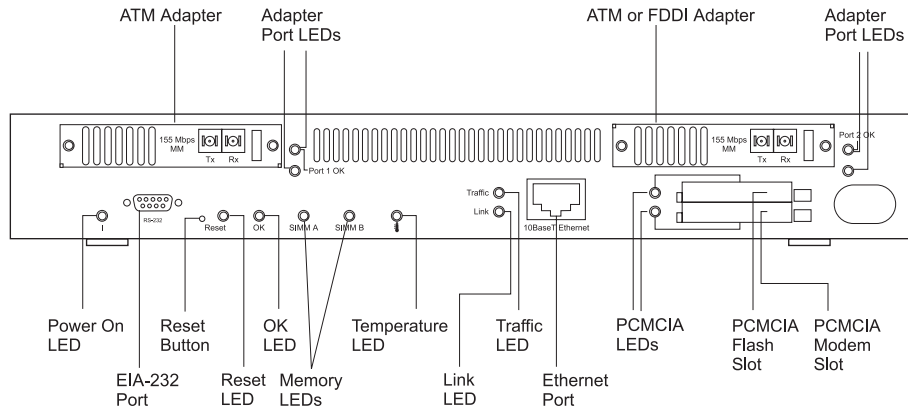 ATM Adapter
Adapter
Port LEDs
ATM or FDDI Adapter
Adapter
Port LEDs
155 Mbps
MM
Tx
Rx
Port 1 OK
155 Mbps
MM
Tx
Rx
Port 2 OK
Traffic
Link
I
RS-232
Reset
OK
SIMM A
SIMM B
10BaseT Ethernet
Power On
LED
Reset
Button
OK
LED
Temperature
LED
Traffic
LED
PCMCIA
LEDs
PCMCIA
Flash
Slot
PCMCIA
Modem
Slot
EIA-232
Port
Reset
LED
Memory
LEDs
Link
LED
Ethernet
Port